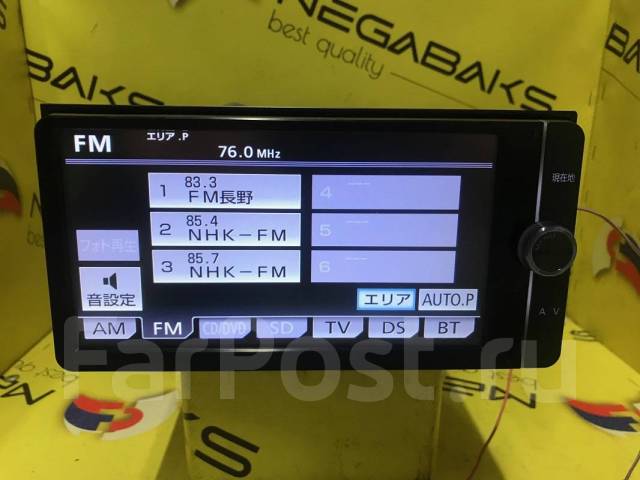 NEGABAKS
best quality
BAKS
FM
エリア.P
76.0 MHz
現在地
1 83.3 FM長野
2 85.4 NHK-FM
3 85.7 NHK-FM
4 ---
5 ---
6 ---
フォト再生
音設定
エリア
AUTO.P
AM
FM
CD/DVD
SD
TV
DS
BT
A V
FarPost.ru